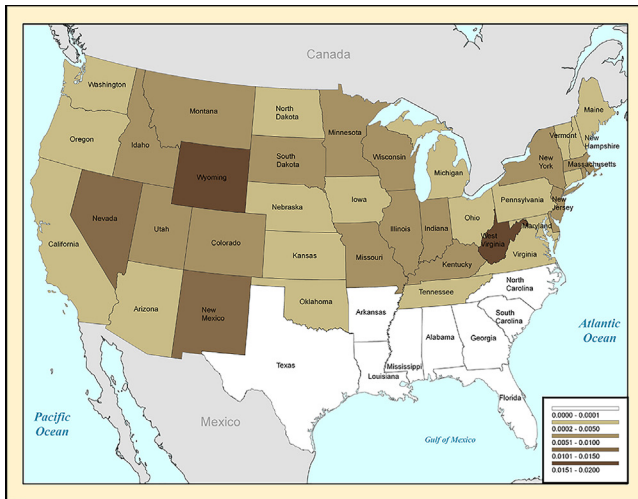 Canada
Washington
Montana
North
Dakota
Minnesota
Maine
Vermont
New
Hampshire
Oregon
Idaho
South
Dakota
Wisconsin
Michigan
New
York
Massachusetts
Wyoming
Nebraska
Iowa
Pennsylvania
New
Jersey
Nevada
Utah
Colorado
Illinois
Indiana
Ohio
West
Virginia
Maryland
Virginia
California
Kansas
Missouri
Kentucky
Arizona
New
Mexico
Oklahoma
Tennessee
North
Carolina
Arkansas
South
Carolina
Texas
Louisiana
Mississippi
Alabama
Georgia
Florida
Atlantic
Ocean
Pacific
Ocean
Mexico
Gulf of Mexico
0.0000 - 0.0001
0.0002 - 0.0050
0.0051 - 0.0100
0.0101 - 0.0150
0.0151 - 0.0200